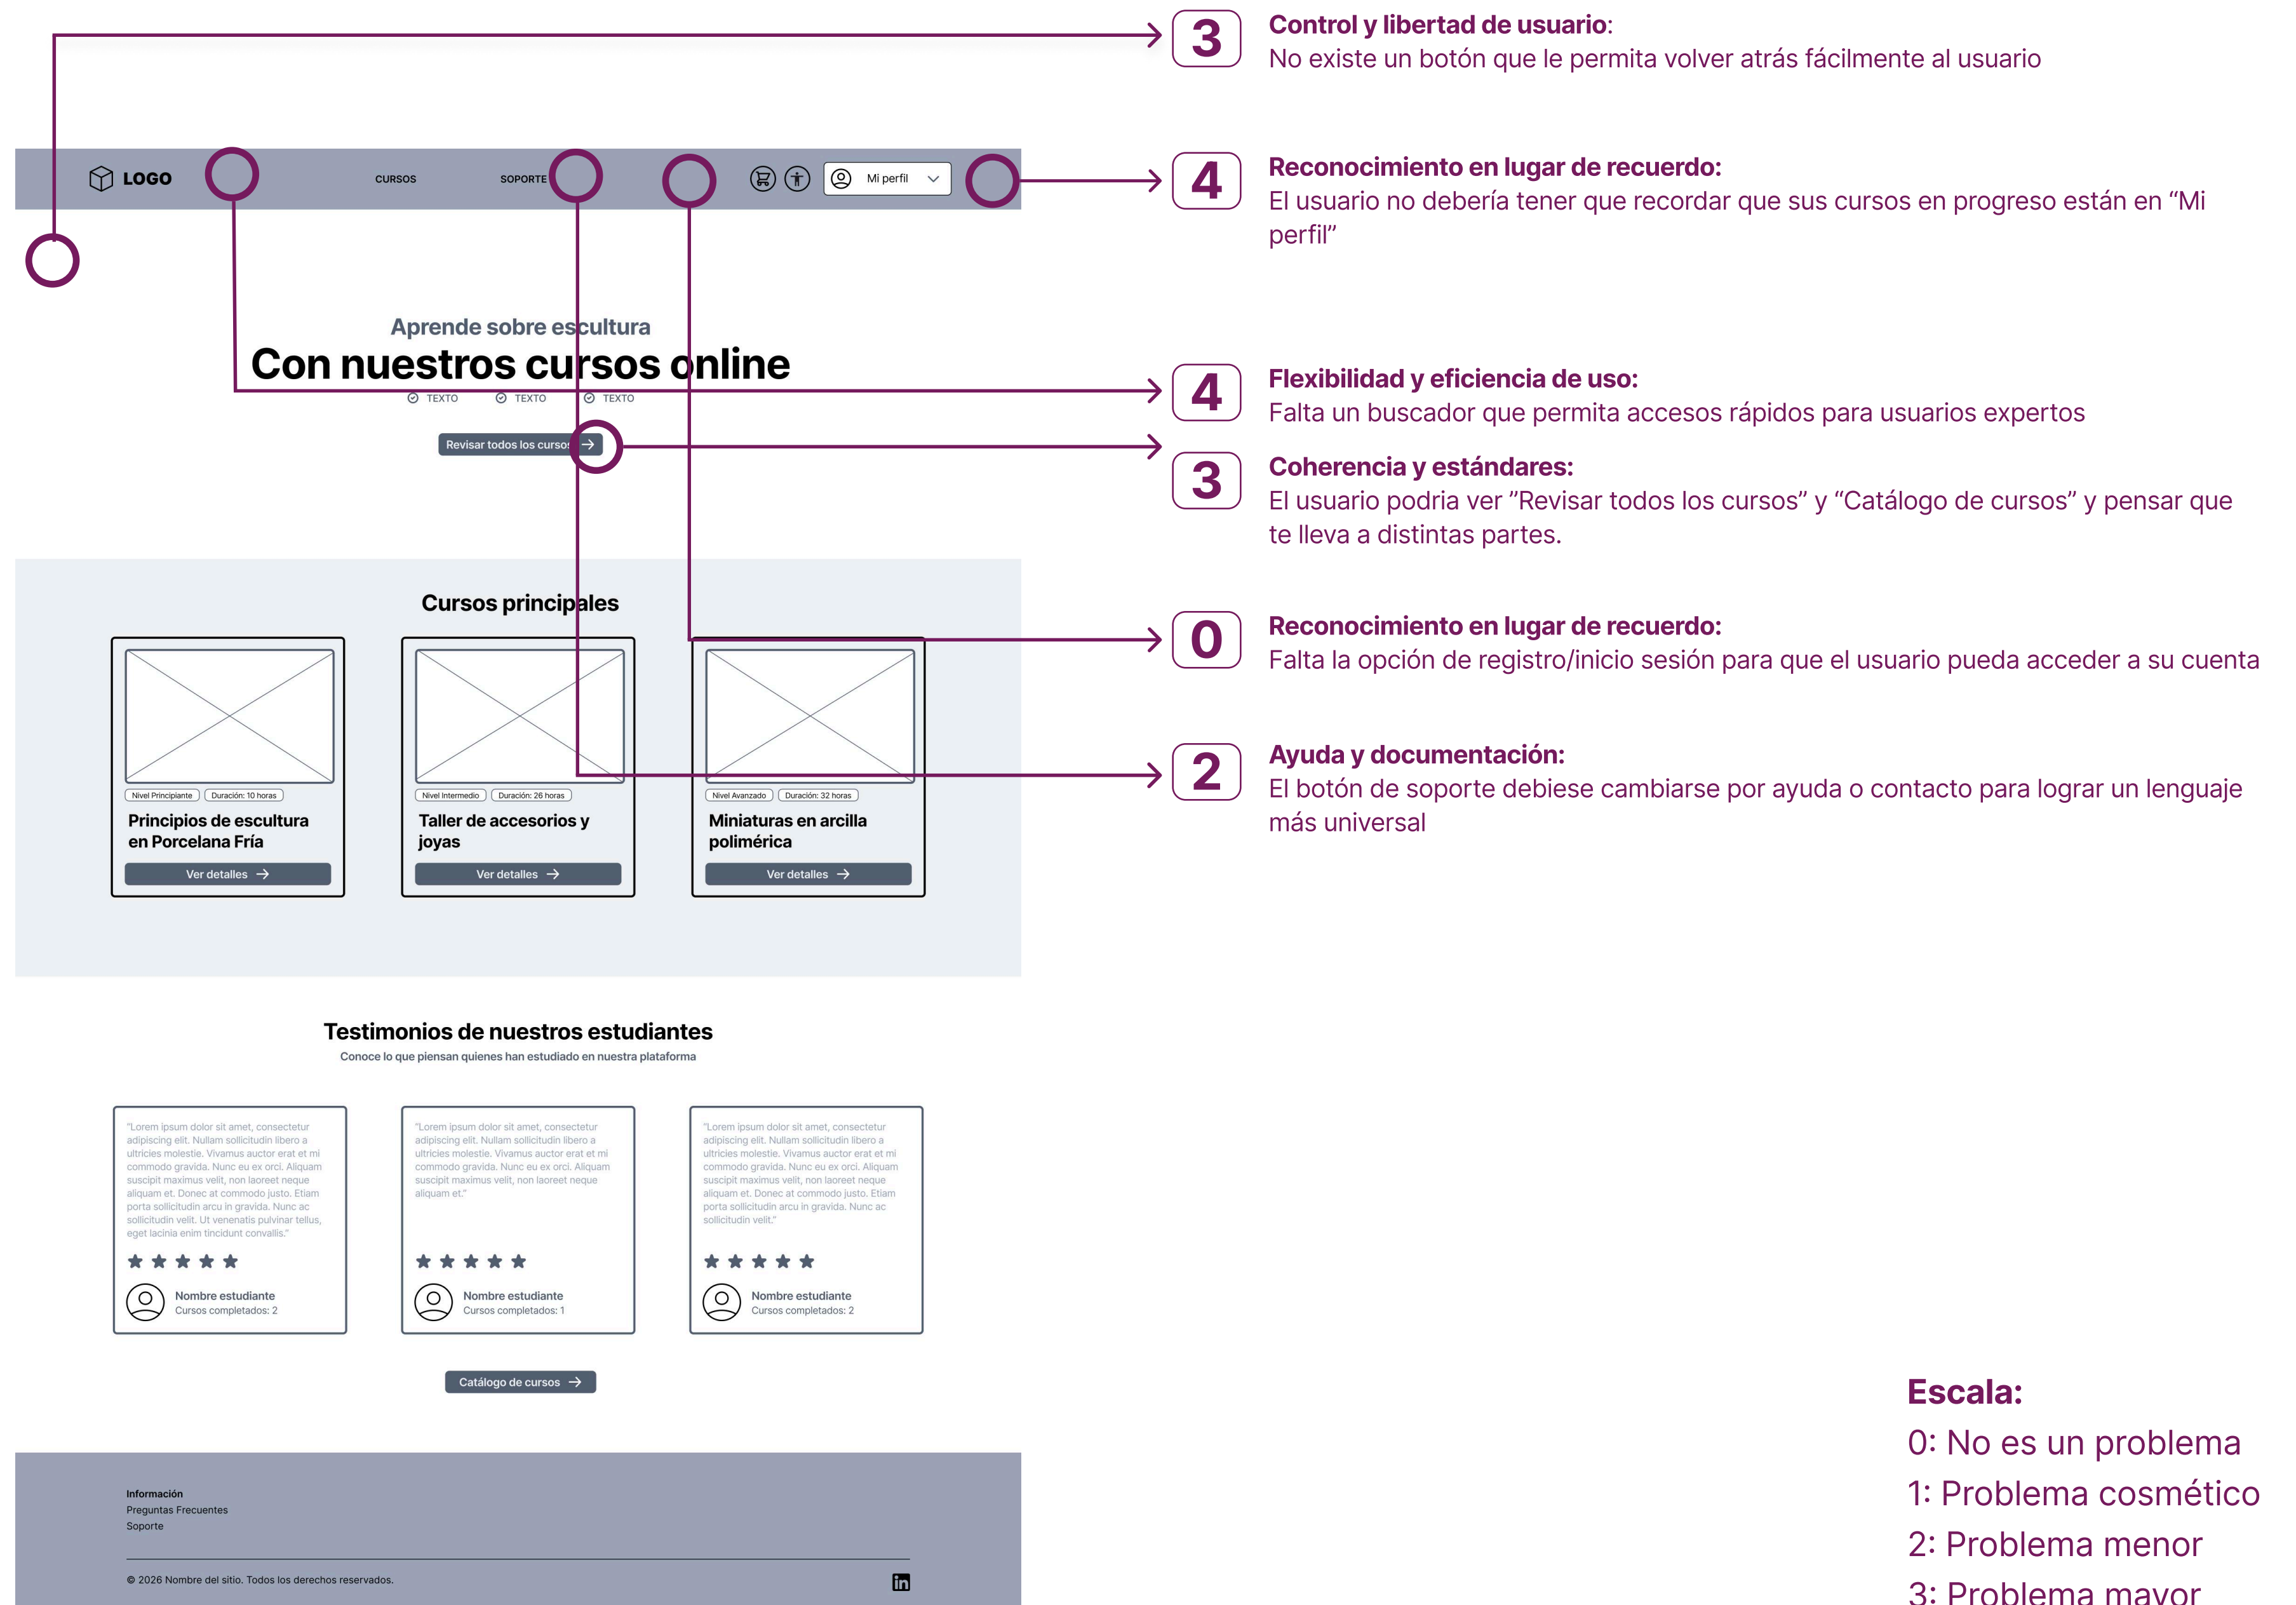 3
Control y libertad de usuario:
No existe un botón que le permita volver atrás fácilmente al usuario
LOGO
CURSOS
SOPORTE
Mi perfil
4
Reconocimiento en lugar de recuerdo:
El usuario no debería tener que recordar que sus cursos en progreso están en “Mi
perfil”
Aprende sobre escultura
Con nuestros cursos online
TEXTO
TEXTO
TEXTO
Revisar todos los cursos
4
Flexibilidad y eficiencia de uso:
Falta un buscador que permita accesos rápidos para usuarios expertos
3
Coherencia y estándares:
El usuario podria ver ”Revisar todos los cursos” y “Catálogo de cursos” y pensar que
te lleva a distintas partes.
0
Reconocimiento en lugar de recuerdo:
Falta la opción de registro/inicio sesión para que el usuario pueda acceder a su cuenta
2
Ayuda y documentación:
El botón de soporte debiese cambiarse por ayuda o contacto para lograr un lenguaje
más universal
Cursos principales
Nivel Principiante
Duración: 10 horas
Principios de escultura
en Porcelana Fría
Ver detalles
Nivel Intermedio
Duración: 26 horas
Taller de accesorios y
joyas
Ver detalles
Nivel Avanzado
Duración: 32 horas
Miniaturas en arcilla
polimérica
Ver detalles
Testimonios de nuestros estudiantes
Conoce lo que piensan quienes han estudiado en nuestra plataforma
"Lorem ipsum dolor sit amet, consectetur
adipiscing elit. Nullam sollicitudin libero a
ultricies molestie. Vivamus auctor erat et mi
commodo gravida. Nunc eu ex orci. Aliquam
suscipit maximus velit, non laoreet neque
aliquam et. Donec at commodo justo. Etiam
porta sollicitudin arcu in gravida. Nunc ac
sollicitudin velit. Ut venenatis pulvinar tellus,
eget lacinia enim tincidunt convallis."
Nombre estudiante
Cursos completados: 2
"Lorem ipsum dolor sit amet, consectetur
adipiscing elit. Nullam sollicitudin libero a
ultricies molestie. Vivamus auctor erat et mi
commodo gravida. Nunc eu ex orci. Aliquam
suscipit maximus velit, non laoreet neque
aliquam et."
Nombre estudiante
Cursos completados: 1
"Lorem ipsum dolor sit amet, consectetur
adipiscing elit. Nullam sollicitudin libero a
ultricies molestie. Vivamus auctor erat et mi
commodo gravida. Nunc eu ex orci. Aliquam
suscipit maximus velit, non laoreet neque
aliquam et. Donec at commodo justo. Etiam
porta sollicitudin arcu in gravida. Nunc ac
sollicitudin velit."
Nombre estudiante
Cursos completados: 2
Catálogo de cursos
Información
Preguntas Frecuentes
Soporte
© 2026 Nombre del sitio. Todos los derechos reservados.
in
Escala:
0: No es un problema
1: Problema cosmético
2: Problema menor
3: Problema mayor